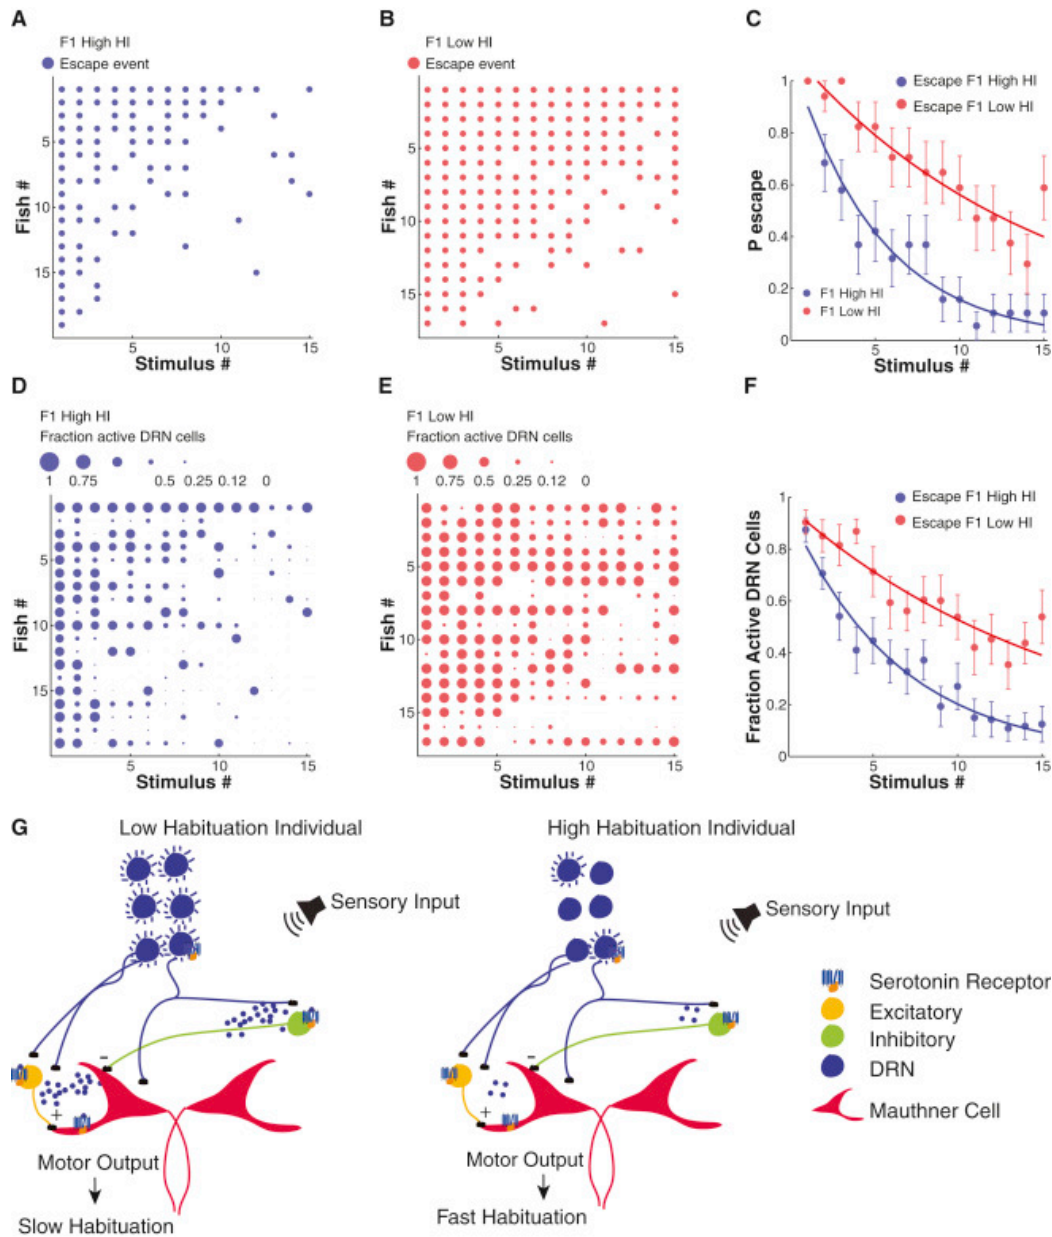 A
F1 High HI
Escape event
Fish #
5
10
15
5
10
15
Stimulus #
B
F1 Low HI
Escape event
Fish #
5
10
15
5
10
15
Stimulus #
C
Escape F1 High HI
Escape F1 Low HI
P escape
1
0.8
0.6
0.4
0.2
0
F1 High HI
F1 Low HI
5
10
15
Stimulus #
D
F1 High HI
Fraction active DRN cells
1 0.75 0.5 0.25 0.12 0
Fish #
5
10
15
5
10
15
Stimulus #
E
F1 Low HI
Fraction active DRN cells
1 0.75 0.5 0.25 0.12 0
Fish #
5
10
15
5
10
15
Stimulus #
F
Escape F1 High HI
Escape F1 Low HI
Fraction Active DRN Cells
1
0.8
0.6
0.4
0.2
0
5
10
15
Stimulus #
G
Low Habituation Individual
Sensory Input
–
+
Motor Output
Slow Habituation
High Habituation Individual
Sensory Input
–
+
Motor Output
Fast Habituation
Serotonin Receptor
Excitatory
Inhibitory
DRN
Mauthner Cell